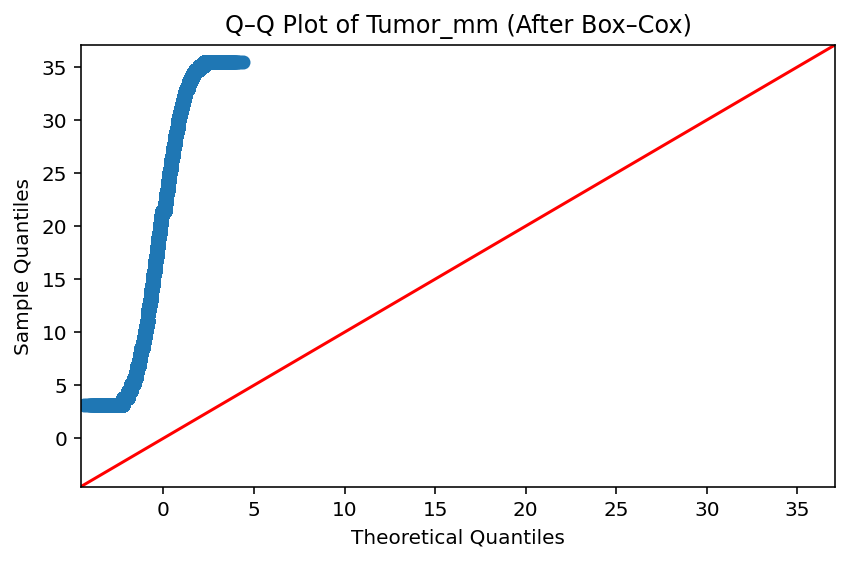 Q–Q Plot of Tumor_mm (After Box–Cox)
Sample Quantiles
35
30
25
20
15
10
5
0
0 5 10 15 20 25 30 35
Theoretical Quantiles